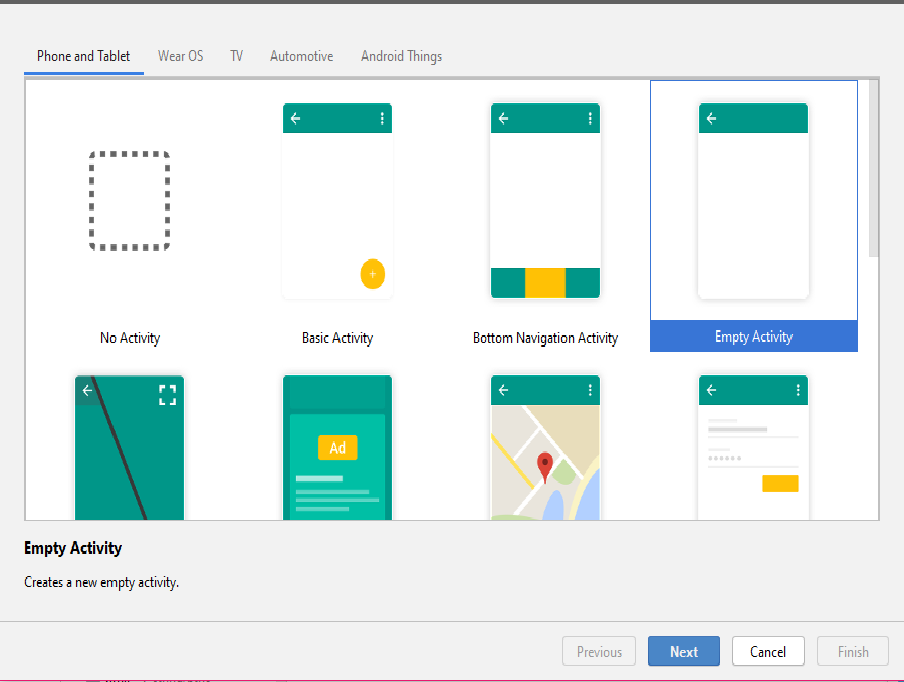 Phone and Tablet Wear OS TV Automotive Android Things
No Activity Basic Activity Bottom Navigation Activity Empty Activity
Ad
Empty Activity
Creates a new empty activity.
Previous Next Cancel Finish